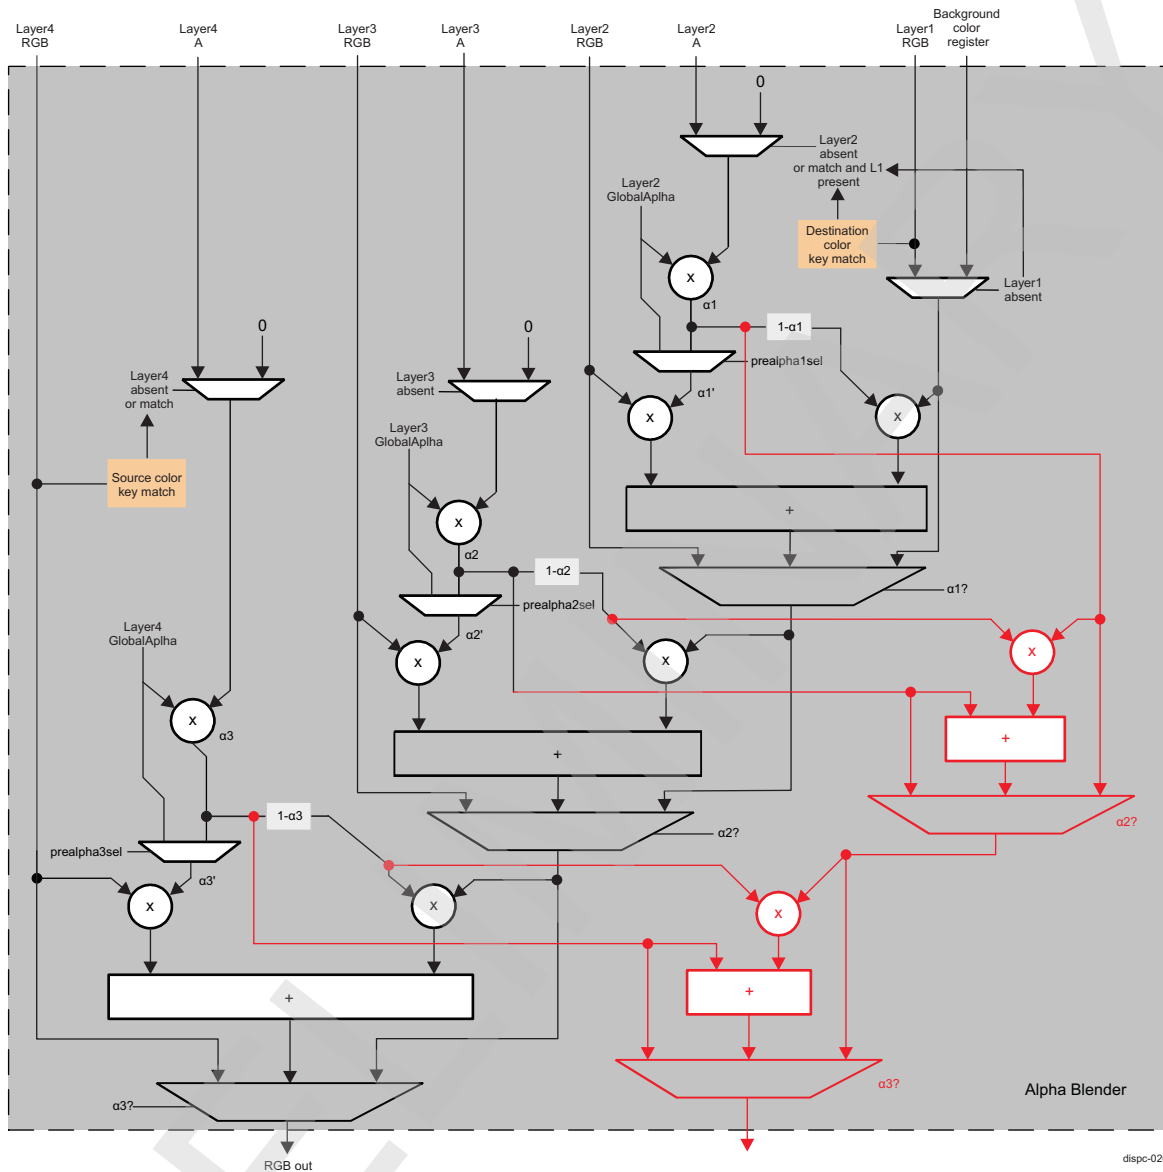 Layer4
RGB
Layer4
A
Layer3
RGB
Layer3
A
Layer2
RGB
Layer2
A
Layer1
RGB
Background
color
register
0
Layer2
absent
or match and L1
present
Layer2
GlobalAplha
Destination
color
key match
x
Layer1
absent
α1
1-α1
0
0
prealpha1sel
Layer4
absent
or match
Layer3
absent
α1'
x
x
Layer3
GlobalAplha
Source color
key match
+
x
α2
1-α2
α1?
prealpha2sel
α2'
Layer4
GlobalAplha
x
x
x
x
α3
+
+
1-α3
α2?
α2?
prealpha3sel
α3'
x
x
x
+
+
α3?
α3?
Alpha Blender
RGB out
dispc-02